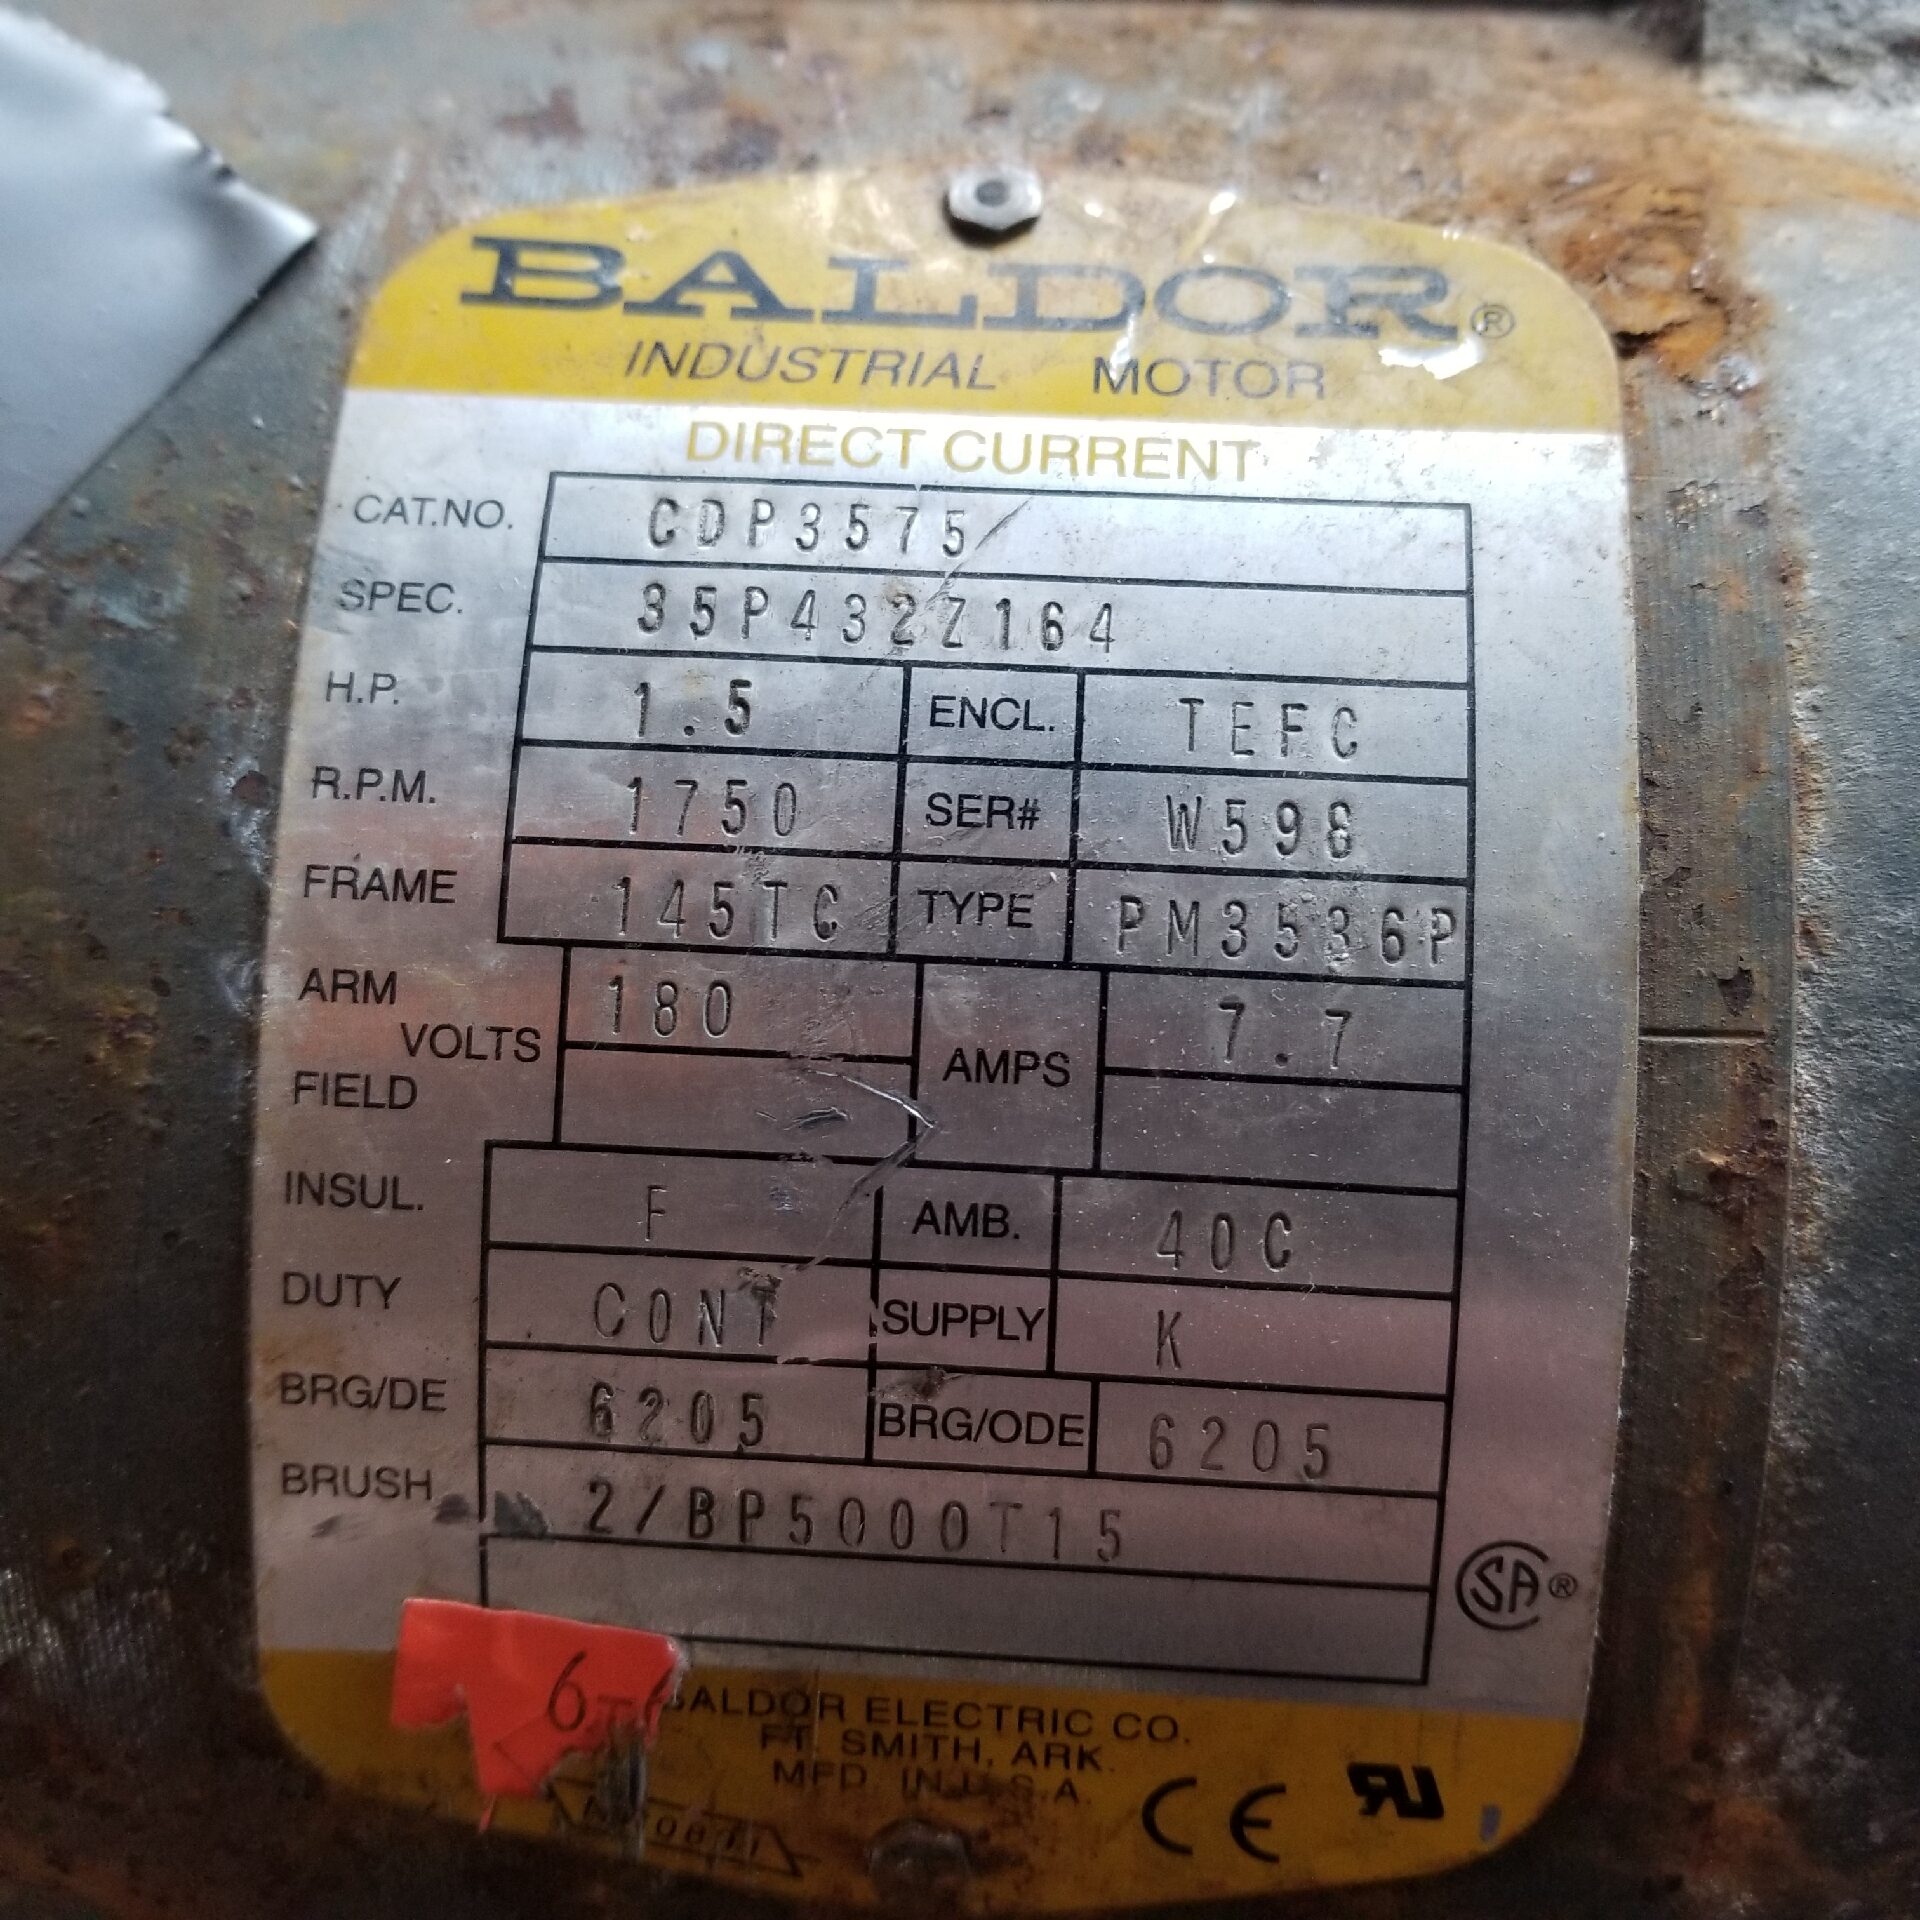 BALDOR®
INDUSTRIAL MOTOR
DIRECT CURRENT
CAT.NO. CDP3575
SPEC. 35P432Z164
H.P. 1.5 ENCL. TEFC
R.P.M. 1750 SER# W598
FRAME 145TC TYPE PM3536P
ARM VOLTS 180 AMPS 7.7
FIELD
INSUL. F AMB. 40C
DUTY CONT SUPPLY K
BRG/DE 6205 BRG/ODE 6205
BRUSH 2/BP5000T15
SA ®
BALDOR ELECTRIC CO.
FT. SMITH, ARK.
MFD. IN U.S.A.
CE RU